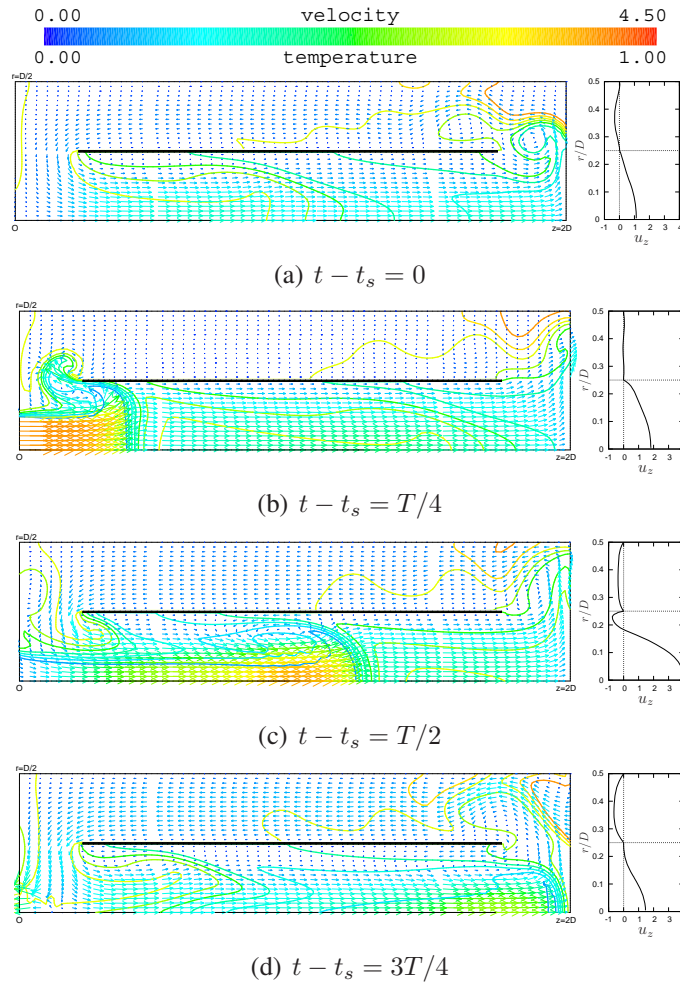 0.00 velocity 4.50
0.00 temperature 1.00
r=D/2
O
z=2D
0.5
0.4
0.3
0.2
0.1
0
r/D
-1 0 1 2 3 4
u_z
(a) t − t_s = 0
r=D/2
O
z=2D
0.5
0.4
0.3
0.2
0.1
0
r/D
-1 0 1 2 3 4
u_z
(b) t − t_s = T/4
r=D/2
O
z=2D
0.5
0.4
0.3
0.2
0.1
0
r/D
-1 0 1 2 3 4
u_z
(c) t − t_s = T/2
r=D/2
O
z=2D
0.5
0.4
0.3
0.2
0.1
0
r/D
-1 0 1 2 3 4
u_z
(d) t − t_s = 3T/4